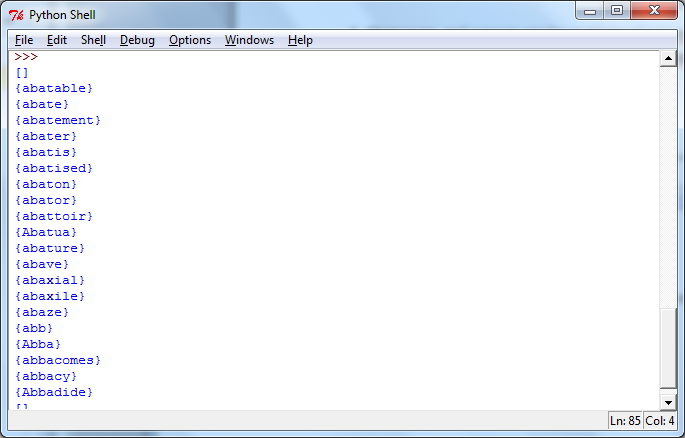 Python Shell
File Edit Shell Debug Options Windows Help
>>>
[]
{abatable}
{abate}
{abatement}
{abater}
{abatis}
{abatised}
{abaton}
{abator}
{abattoir}
{Abatua}
{abature}
{abave}
{abaxial}
{abaxile}
{abaze}
{abb}
{Abba}
{abbacomes}
{abbacy}
{Abbadide}
[]
Ln: 85 Col: 4